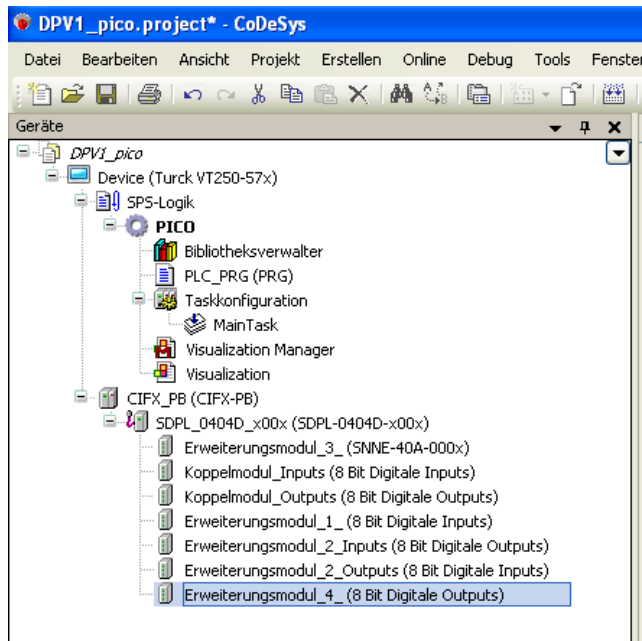 DPV1_pico.project* - CoDeSys
Datei Bearbeiten Ansicht Projekt Erstellen Online Debug Tools Fenster
Geräte
DPV1_pico
Device (Turck VT250-57x)
SPS-Logik
PICO
Bibliotheksverwalter
PLC_PRG (PRG)
Taskkonfiguration
MainTask
Visualization Manager
Visualization
CIFX_PB (CIFX-PB)
SDPL_0404D_x00x (SDPL-0404D-x00x)
Erweiterungsmodul_3_ (SNNE-40A-000x)
Koppelmodul_Inputs (8 Bit Digitale Inputs)
Koppelmodul_Outputs (8 Bit Digitale Outputs)
Erweiterungsmodul_1_ (8 Bit Digitale Inputs)
Erweiterungsmodul_2_Inputs (8 Bit Digitale Outputs)
Erweiterungsmodul_2_Outputs (8 Bit Digitale Inputs)
Erweiterungsmodul_4_ (8 Bit Digitale Outputs)